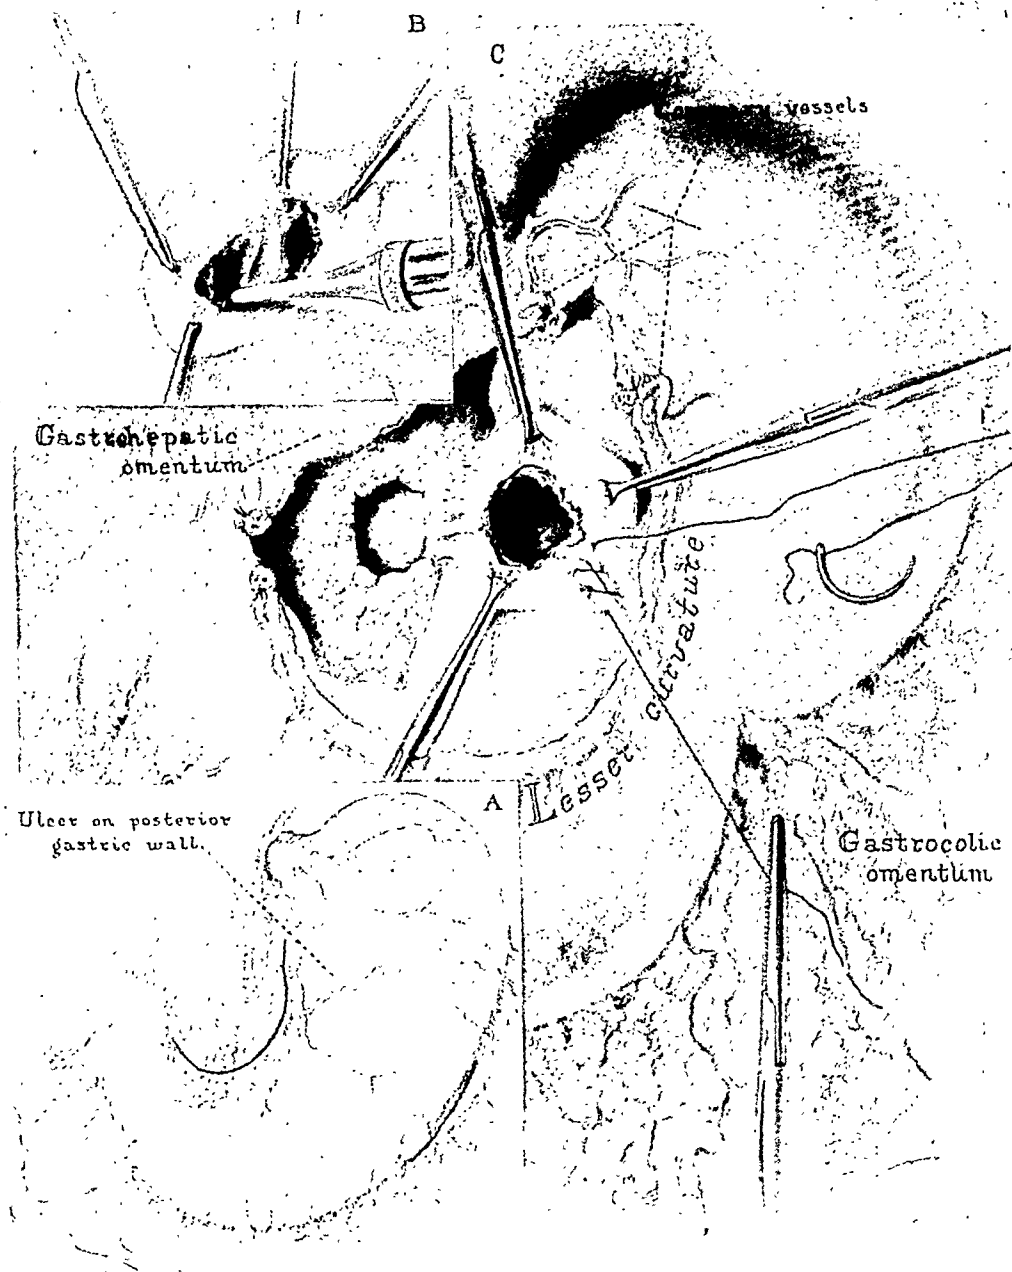 B
C
vessels
Gastrohepatic
omentum
Lesser curvature
A
Ulcer on posterior
gastric wall.
Gastrocolic
omentum